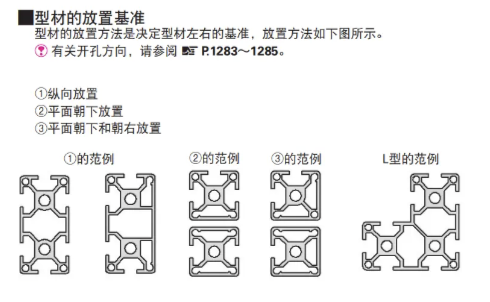 ■型材的放置基准
型材的放置方法是决定型材左右的基准，放置方法如下图所示。
有关开孔方向，请参阅 ☞ P.1283～1285。
①纵向放置
②平面朝下放置
③平面朝下和朝右放置
①的范例 ②的范例 ③的范例 L型的范例